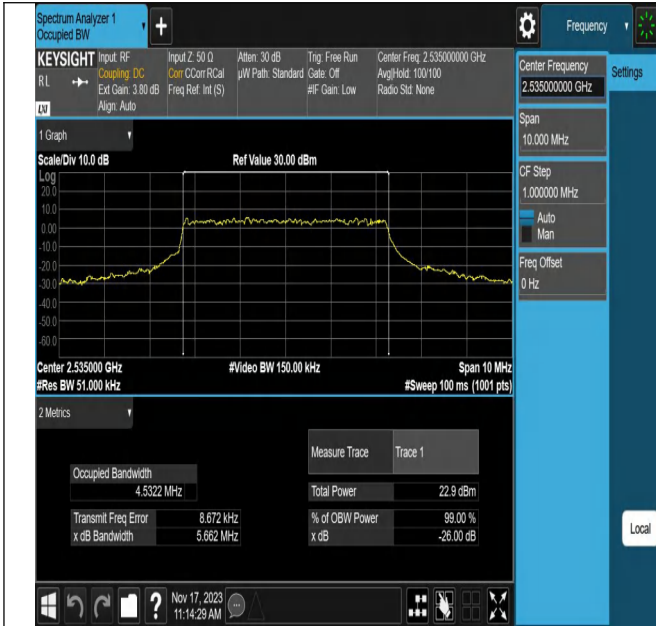 Spectrum Analyzer 1
Occupied BW
+
Frequency
KEYSIGHT
RL
LXI
Input: RF
Coupling: DC
Ext Gain: 3.80 dB
Align: Auto
Input Z: 50 Ω
Corr CCorr RCal
Freq Ref: Int (S)
Atten: 30 dB
µW Path: Standard
Trig: Free Run
Gate: Off
#IF Gain: Low
Center Freq: 2.535000000 GHz
Avg|Hold: 100/100
Radio Std: None
Center Frequency
2.535000000 GHz
Settings
Span
10.000 MHz
CF Step
1.000000 MHz
Auto
Man
Freq Offset
0 Hz
Local
1 Graph
Scale/Div 10.0 dB
Ref Value 30.00 dBm
Log
20.0
10.0
0.00
-10.0
-20.0
-30.0
-40.0
-50.0
-60.0
Center 2.535000 GHz
#Video BW 150.00 kHz
Span 10 MHz
#Res BW 51.000 kHz
#Sweep 100 ms (1001 pts)
2 Metrics
Measure Trace Trace 1
Occupied Bandwidth
4.5322 MHz
Total Power 22.9 dBm
Transmit Freq Error 8.672 kHz
% of OBW Power 99.00 %
x dB Bandwidth 5.662 MHz
x dB -26.00 dB
?
Nov 17, 2023
11:14:29 AM